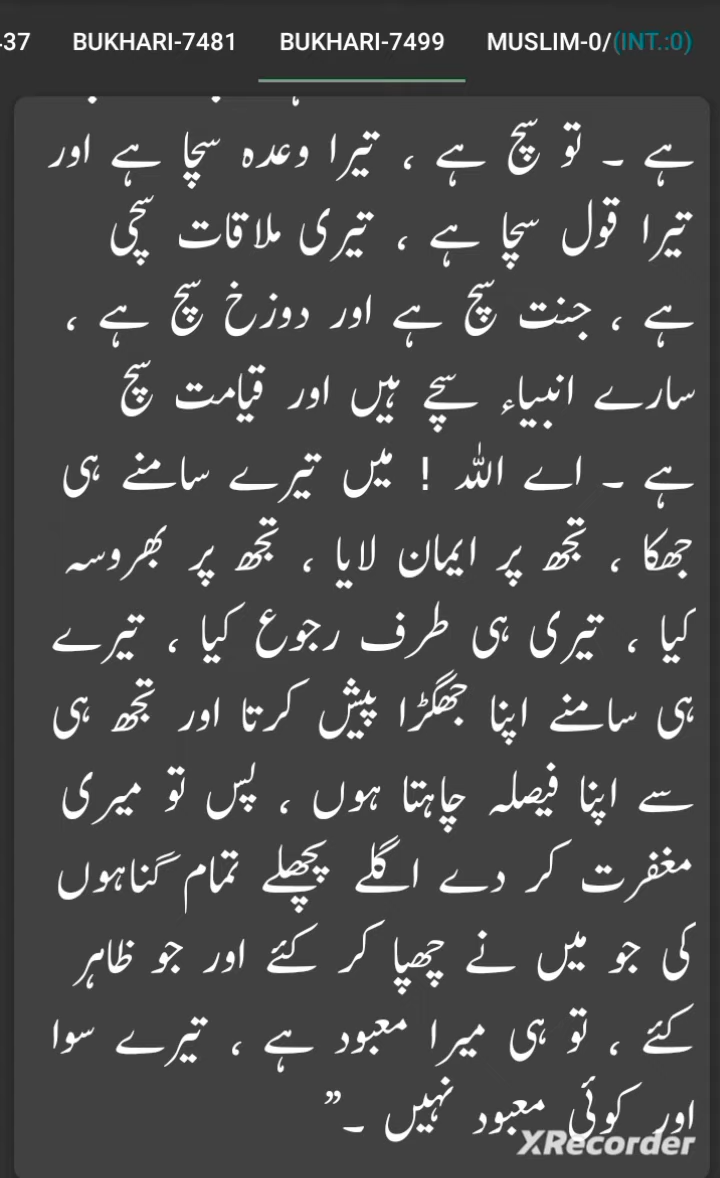 -37 BUKHARI-7481 BUKHARI-7499 MUSLIM-0/(INT.:0)
ہے ۔ تو سچ ہے ، تیرا وعدہ سچا ہے اور
تیرا قول سچا ہے ، تیری ملاقات سچی
ہے ، جنت سچ ہے اور دوزخ سچ ہے ،
سارے انبیاء سچے ہیں اور قیامت سچ
ہے ۔ اے اللہ ! میں تیرے سامنے ہی
جھکا ، تجھ پر ایمان لایا ، تجھ پر بھروسہ
کیا ، تیری ہی طرف رجوع کیا ، تیرے
ہی سامنے اپنا جھگڑا پیش کرتا اور تجھ ہی
سے اپنا فیصلہ چاہتا ہوں ، پس تو میری
مغفرت کر دے اگلے پچھلے تمام گناہوں
کی جو میں نے چھپا کر کئے اور جو ظاہر
کئے ، تو ہی میرا معبود ہے ، تیرے سوا
اور کوئی معبود نہیں ۔”
XRecorder